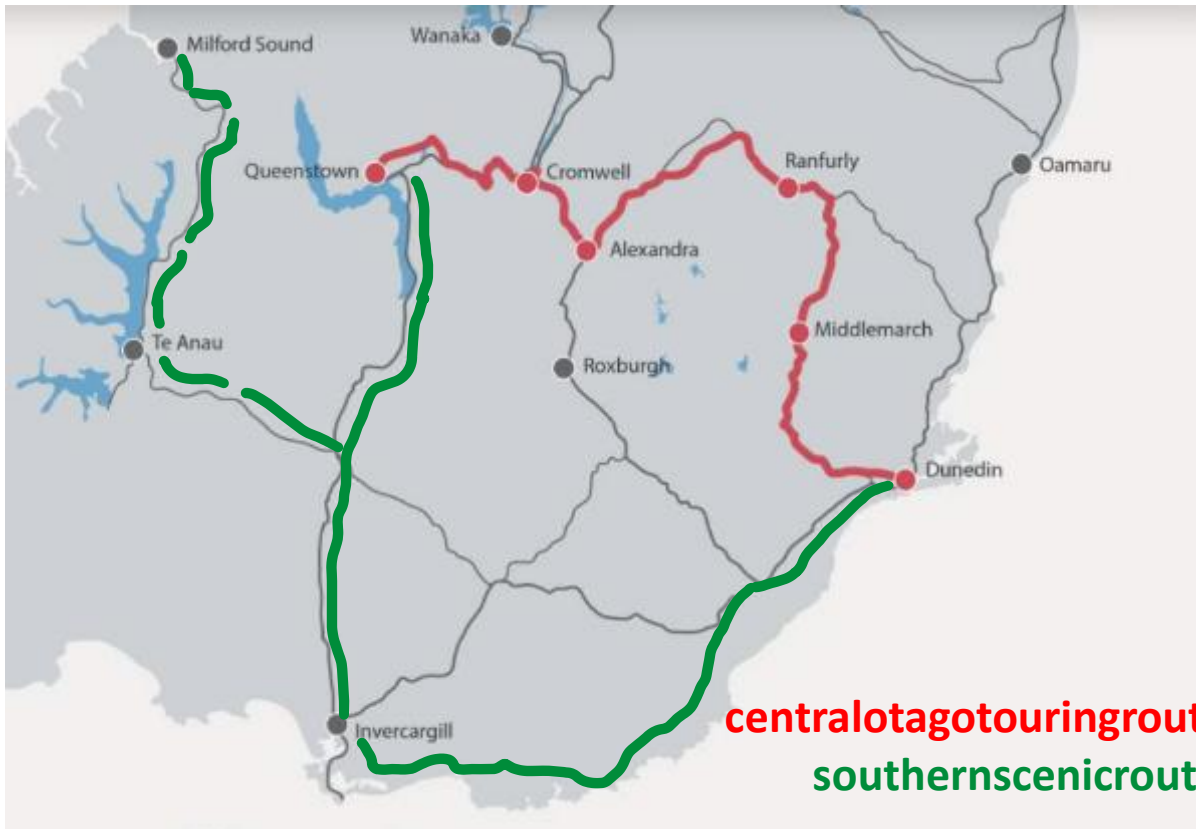 Milford Sound
Wanaka
Queenstown
Cromwell
Ranfurly
Oamaru
Alexandra
Te Anau
Middlemarch
Roxburgh
Dunedin
Invercargill
centralotagotouringrout
southernscenicrout